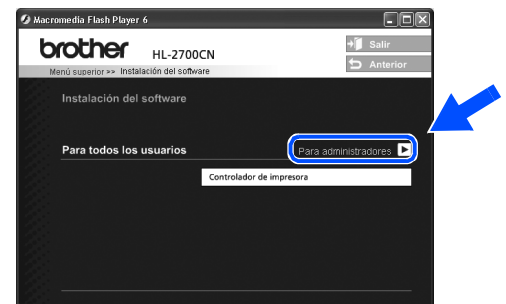 Macromedia Flash Player 6
brother HL-2700CN
Salir
Menú superior >> Instalación del software
Anterior
Instalación del software
Para todos los usuarios
Para administradores
Controlador de impresora